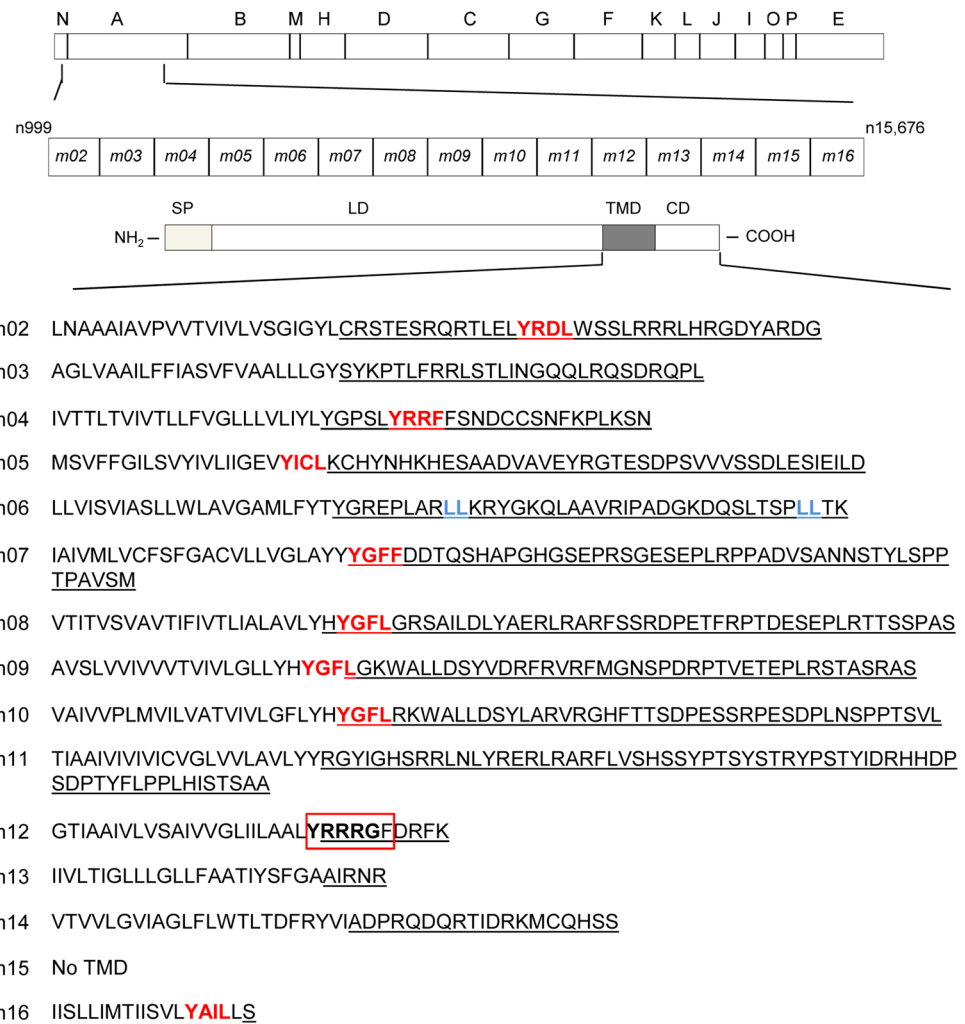 N A B M H D C G F K L J I O P E
n999 n15,676
m02 m03 m04 m05 m06 m07 m08 m09 m10 m11 m12 m13 m14 m15 m16
SP LD TMD CD
NH2 – – COOH
m02 LNAAAIAVPVVTVIVLVSGIGYLCRSTESRQRTLELYRDLWSSLRRRLHRGDYARDG
m03 AGLVAAILFFIASVFVAALLLGYSYKPTLFRRLSTLINGQQLRQSDRQPL
m04 IVTTLTVIVTLLFVGLLLVLIYLYGPSLYRRFFSNDCCSNFKPLKSN
m05 MSVFFGILSVYIVLIIGEVYICLKCHYNHKHESAADVAVEYRGTESDPSVVVSSDLESIEILD
m06 LLVISVIASLLWLAVGAMLFYTYGREPLARLLKRYGKQLAAVRIPADGKDQSLTSPLLTK
m07 IAIVMLVCFSFGACVLLVGLAYYYGFFDDTQSHAPGHGSEPRSGESEPLRPPADVSANNSTYLSPP
TPAVSM
m08 VTITVSVAVTIFIVTLIALAVLYHYGFLGRSAILDLYAERLRARFSSRDPETFRPTDESEPLRTTSSPAS
m09 AVSLVVIVVVTVIVLGLLYHYGFLGKWALLDSYVDRFRVRFMGNSPDRPTVETEPLRSTASRAS
m10 VAIVVPLMVILVATVIVLGFLYHYGFLRKWALLDSYLARVRGHFTTSDPESSRPESDPLNSPPTSVL
m11 TIAAIVIVIVICVGLVVLAVLYYRGYIGHSRRLNLYRERLRARFLVSHSSYPTSYSTRYPSTYIDRHHDP
SDPTYFLPPLHISTSAA
m12 GTIAAIVLVSAIVVGLIILAALYRRRGFDRFK
m13 IIVLTIGLLLGLLFAATIYSFGAAIRNR
m14 VTVVLGVIAGLFLWTLTDFRYVIADPRQDQRTIDRKMCQHSS
m15 No TMD
m16 IISLLIMTIISVLYAILLS